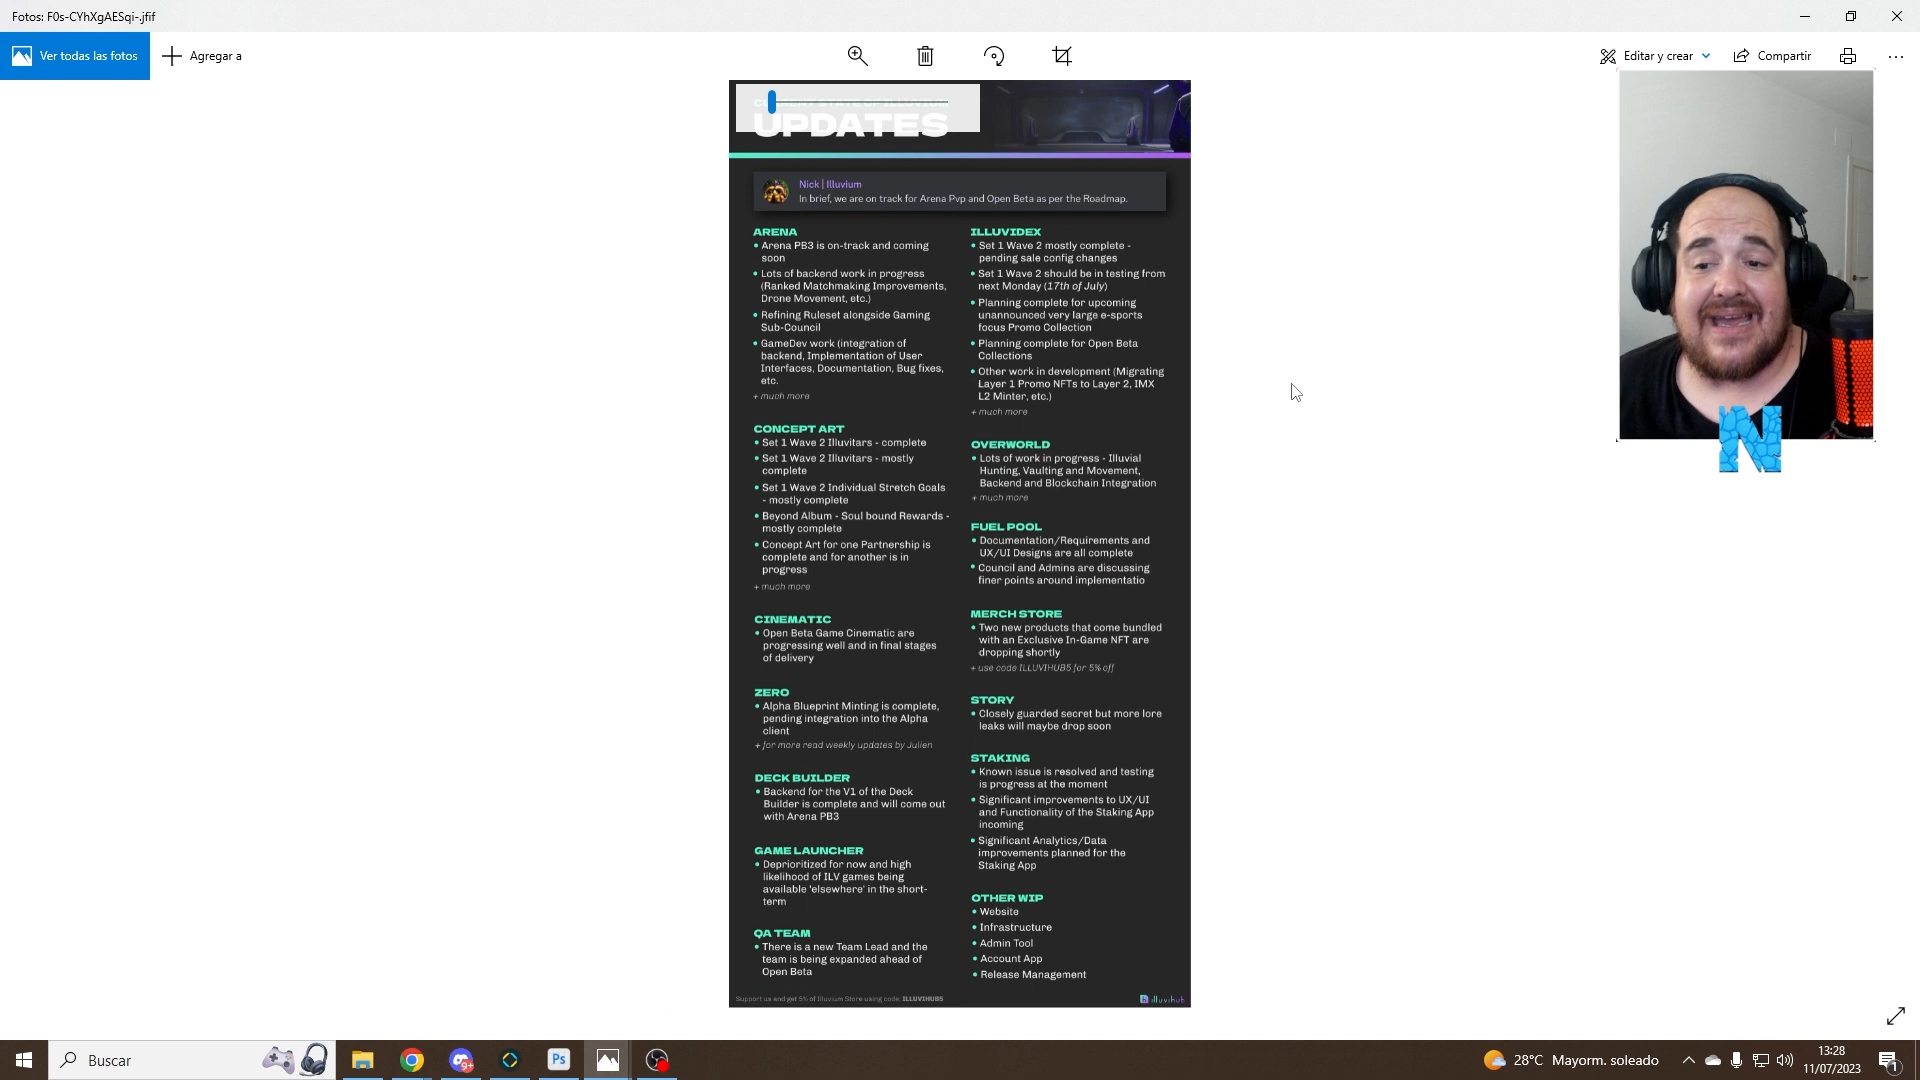 Fotos: F0s-CYhXgAESqi-.jfif
Ver todas las fotos
Agregar a
Editar y crear
Compartir
UPDATES
Nick | Illuvium
In brief, we are on track for Arena Pvp and Open Beta as per the Roadmap.
ARENA
• Arena PB3 is on-track and coming
soon
• Lots of backend work in progress
(Ranked Matchmaking Improvements,
Drone Movement, etc.)
• Refining Ruleset alongside Gaming
Sub-Council
• GameDev work (integration of
backend, Implementation of User
Interfaces, Documentation, Bug fixes,
etc.
+ much more
CONCEPT ART
• Set 1 Wave 2 Illuvitars - complete
• Set 1 Wave 2 Illuvitars - mostly
complete
• Set 1 Wave 2 Individual Stretch Goals
- mostly complete
• Beyond Album - Soul bound Rewards -
mostly complete
• Concept Art for one Partnership is
complete and for another is in
progress
+ much more
CINEMATIC
• Open Beta Game Cinematic are
progressing well and in final stages
of delivery
ZERO
• Alpha Blueprint Minting is complete,
pending integration into the Alpha
client
+ for more read weekly updates by Julien
DECK BUILDER
• Backend for the V1 of the Deck
Builder is complete and will come out
with Arena PB3
GAME LAUNCHER
• Deprioritized for now and high
likelihood of ILV games being
available 'elsewhere' in the short-
term
QA TEAM
• There is a new Team Lead and the
team is being expanded ahead of
Open Beta
ILLUVIDEX
• Set 1 Wave 2 mostly complete -
pending sale config changes
• Set 1 Wave 2 should be in testing from
next Monday (17th of July)
• Planning complete for upcoming
unannounced very large e-sports
focus Promo Collection
• Planning complete for Open Beta
Collections
• Other work in development (Migrating
Layer 1 Promo NFTs to Layer 2, IMX
L2 Minter, etc.)
+ much more
OVERWORLD
• Lots of work in progress - Illuvial
Hunting, Vaulting and Movement,
Backend and Blockchain Integration
+ much more
FUEL POOL
• Documentation/Requirements and
UX/UI Designs are all complete
• Council and Admins are discussing
finer points around implementatio
MERCH STORE
• Two new products that come bundled
with an Exclusive In-Game NFT are
dropping shortly
+ use code ILLUVIHUB5 for 5% off
STORY
• Closely guarded secret but more lore
leaks will maybe drop soon
STAKING
• Known issue is resolved and testing
is progress at the moment
• Significant improvements to UX/UI
and Functionality of the Staking App
incoming
• Significant Analytics/Data
improvements planned for the
Staking App
OTHER WIP
• Website
• Infrastructure
• Admin Tool
• Account App
• Release Management
Support us and get 5% of Illuvium Store using code: ILLUVIHUB5
illuvihub
N
Buscar
9+
Ps
28°C Mayorm. soleado
13:28
11/07/2023
1